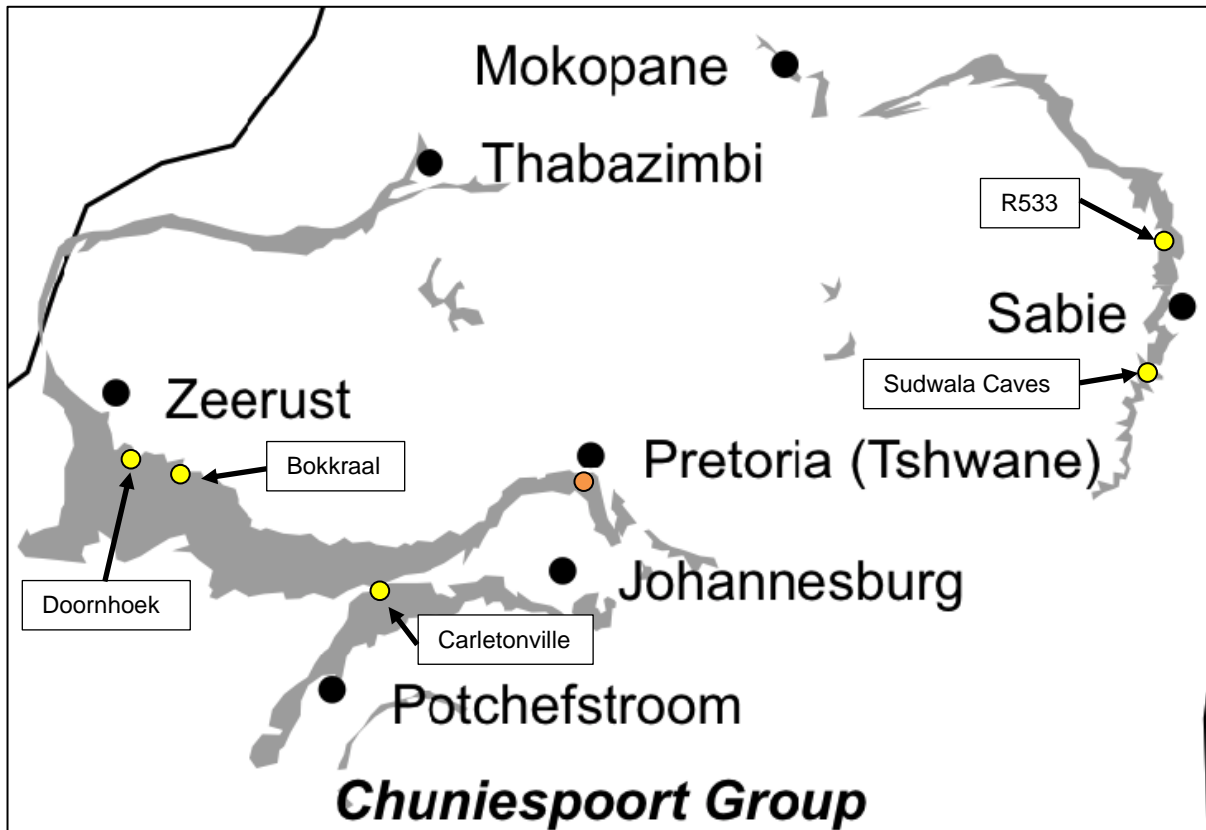 Mokopane
Thabazimbi
R533
Sabie
Sudwala Caves
Zeerust
Bokkraal
Pretoria (Tshwane)
Doornhoek
Johannesburg
Carletonville
Potchefstroom
Chuniespoort Group